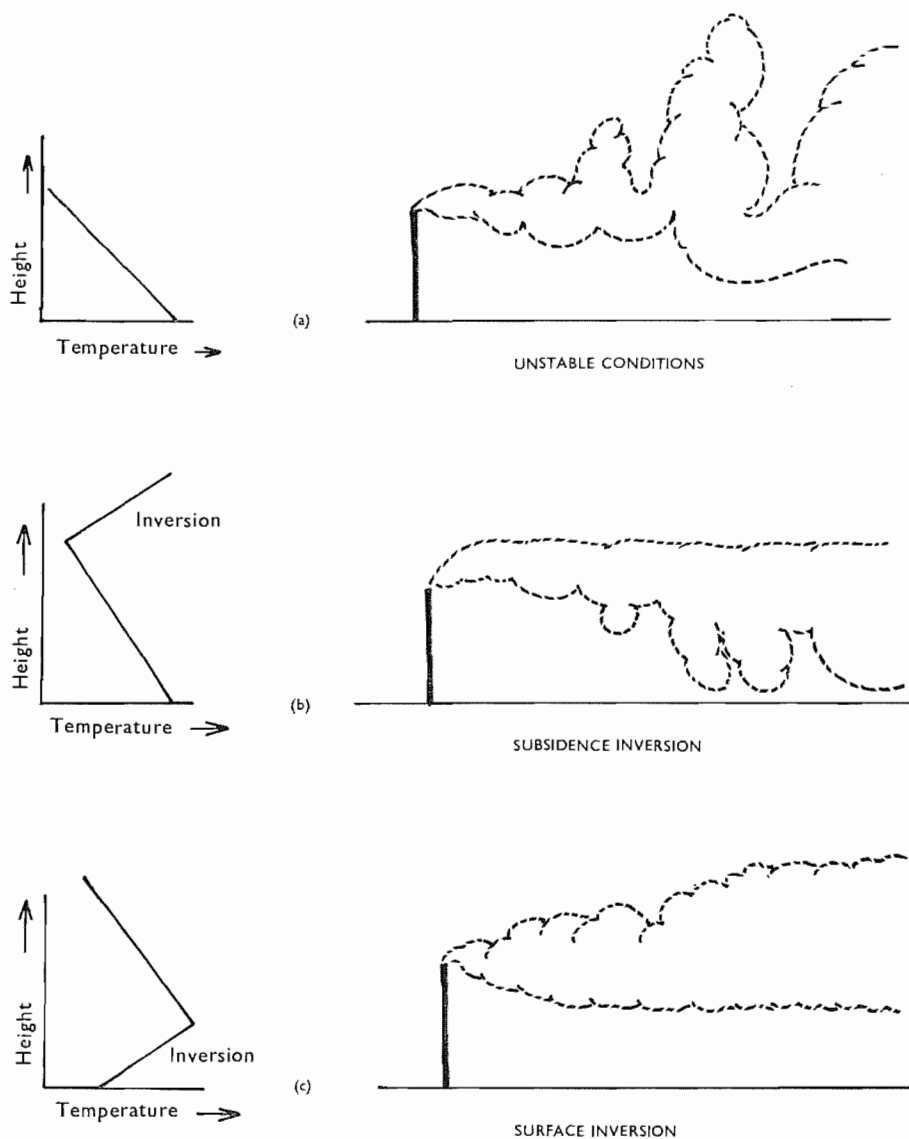 Height
Temperature
(a)
UNSTABLE CONDITIONS
Inversion
Height
Temperature
(b)
SUBSIDENCE INVERSION
Height
Inversion
Temperature
(c)
SURFACE INVERSION